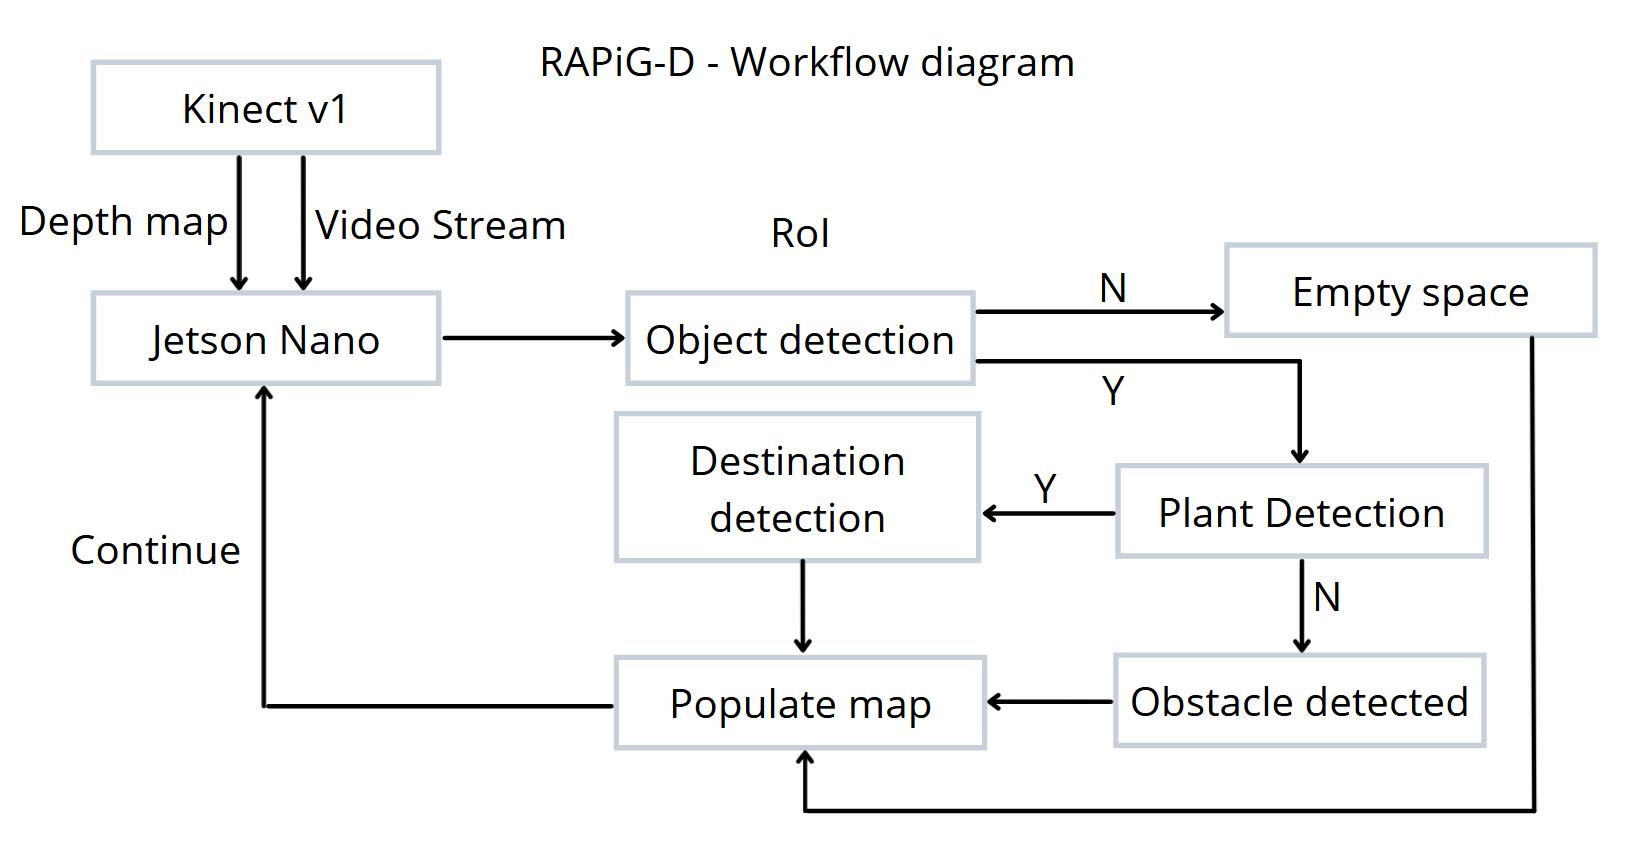 RAPiG-D - Workflow diagram
Kinect v1
Depth map
Video Stream
RoI
Jetson Nano
Object detection
N
Empty space
Y
Destination
detection
Y
Plant Detection
Continue
N
Populate map
Obstacle detected